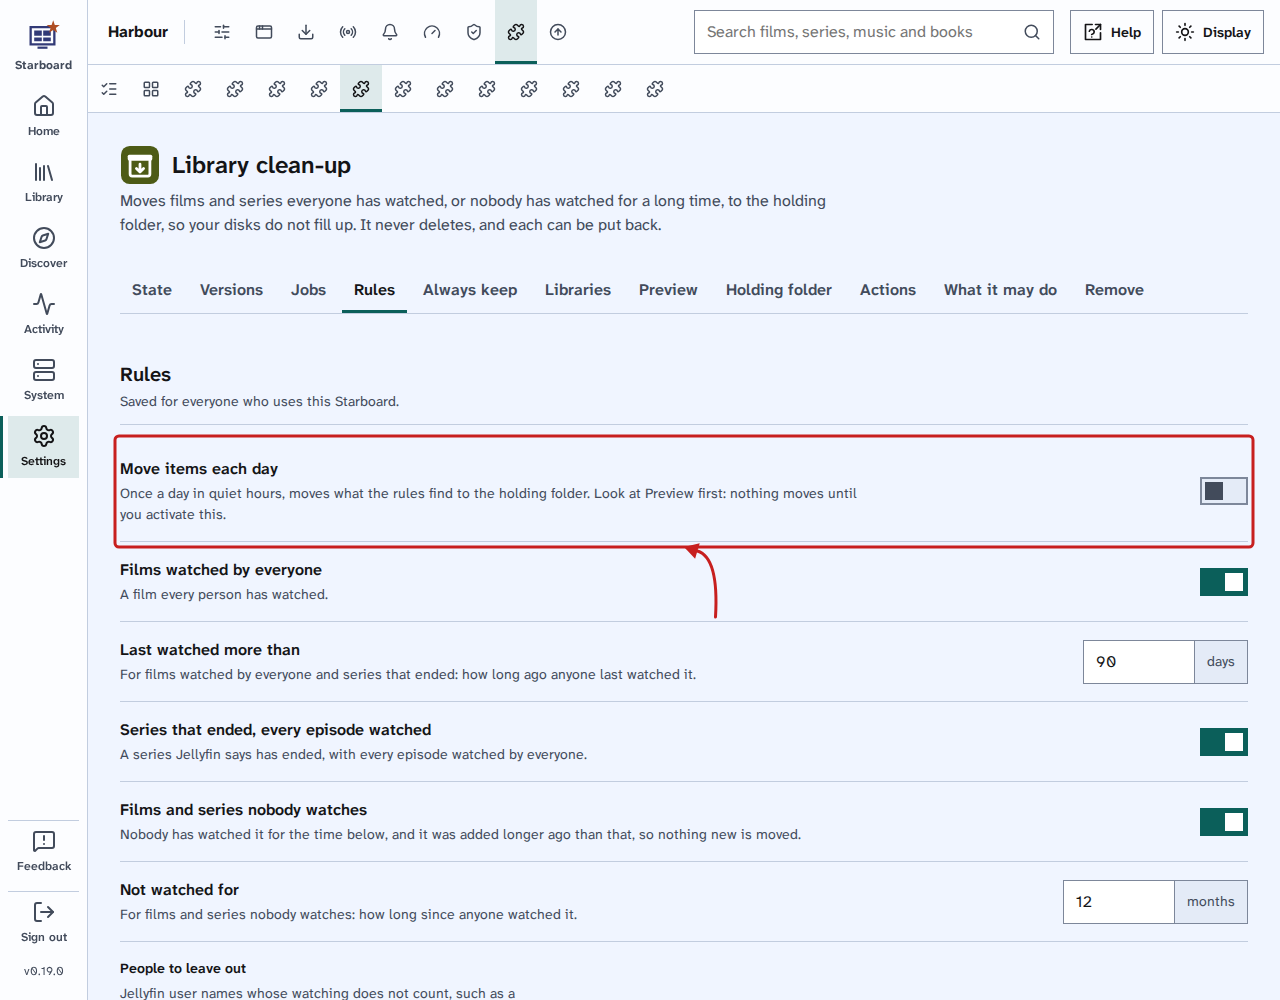 Starboard
Home
Library
Discover
Activity
System
Settings
Feedback
Sign out
v0.19.0
Harbour
Search films, series, music and books
Help
Display
Library clean-up
Moves films and series everyone has watched, or nobody has watched for a long time, to the holding
folder, so your disks do not fill up. It never deletes, and each can be put back.
State
Versions
Jobs
Rules
Always keep
Libraries
Preview
Holding folder
Actions
What it may do
Remove
Rules
Saved for everyone who uses this Starboard.
Move items each day
Once a day in quiet hours, moves what the rules find to the holding folder. Look at Preview first: nothing moves until
you activate this.
Films watched by everyone
A film every person has watched.
Last watched more than
For films watched by everyone and series that ended: how long ago anyone last watched it.
90 days
Series that ended, every episode watched
A series Jellyfin says has ended, with every episode watched by everyone.
Films and series nobody watches
Nobody has watched it for the time below, and it was added longer ago than that, so nothing new is moved.
Not watched for
For films and series nobody watches: how long since anyone watched it.
12 months
People to leave out
Jellyfin user names whose watching does not count, such as a